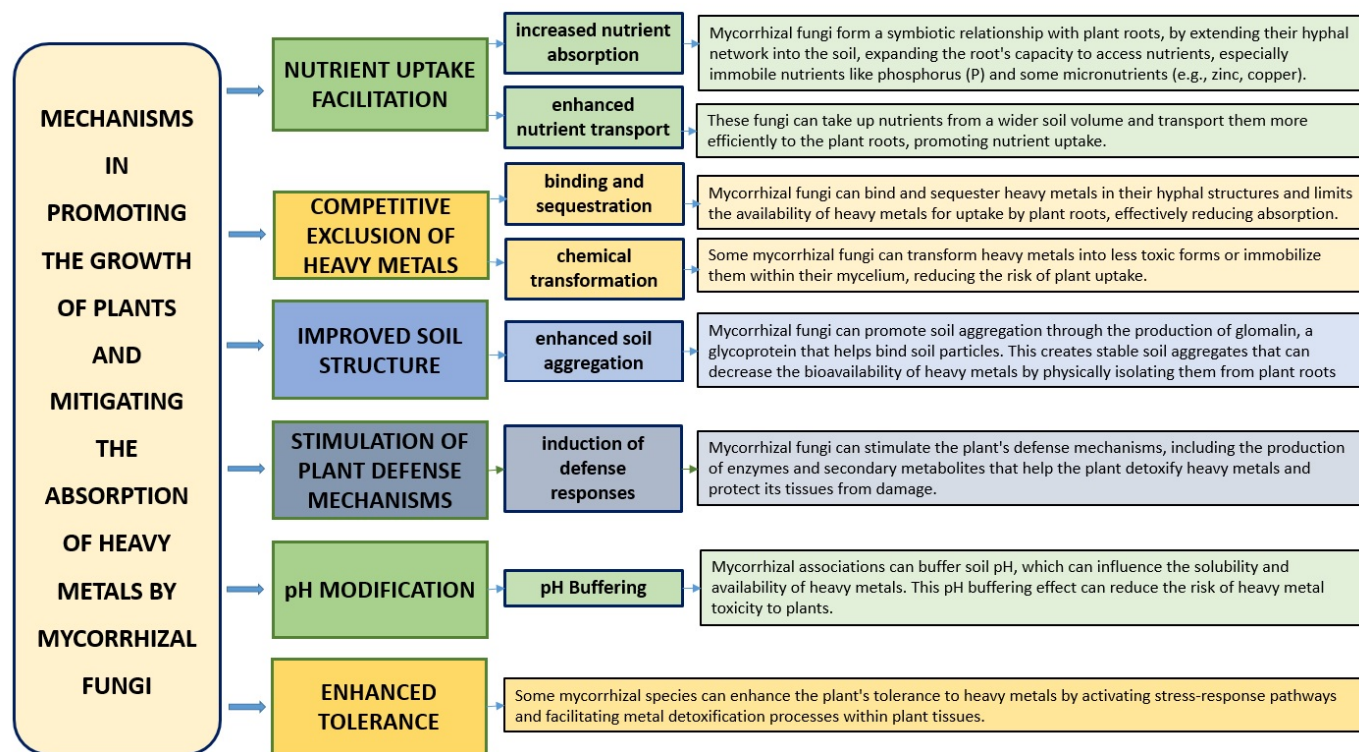 MECHANISMS
IN
PROMOTING
THE GROWTH
OF PLANTS
AND
MITIGATING
THE
ABSORPTION
OF HEAVY
METALS BY
MYCORRHIZAL
FUNGI
NUTRIENT UPTAKE
FACILITATION
increased nutrient
absorption
Mycorrhizal fungi form a symbiotic relationship with plant roots, by extending their hyphal
network into the soil, expanding the root's capacity to access nutrients, especially
immobile nutrients like phosphorus (P) and some micronutrients (e.g., zinc, copper).
enhanced
nutrient transport
These fungi can take up nutrients from a wider soil volume and transport them more
efficiently to the plant roots, promoting nutrient uptake.
COMPETITIVE
EXCLUSION OF
HEAVY METALS
binding and
sequestration
Mycorrhizal fungi can bind and sequester heavy metals in their hyphal structures and limits
the availability of heavy metals for uptake by plant roots, effectively reducing absorption.
chemical
transformation
Some mycorrhizal fungi can transform heavy metals into less toxic forms or immobilize
them within their mycelium, reducing the risk of plant uptake.
IMPROVED SOIL
STRUCTURE
enhanced soil
aggregation
Mycorrhizal fungi can promote soil aggregation through the production of glomalin, a
glycoprotein that helps bind soil particles. This creates stable soil aggregates that can
decrease the bioavailability of heavy metals by physically isolating them from plant roots
STIMULATION OF
PLANT DEFENSE
MECHANISMS
induction of
defense
responses
Mycorrhizal fungi can stimulate the plant's defense mechanisms, including the production
of enzymes and secondary metabolites that help the plant detoxify heavy metals and
protect its tissues from damage.
pH MODIFICATION
pH Buffering
Mycorrhizal associations can buffer soil pH, which can influence the solubility and
availability of heavy metals. This pH buffering effect can reduce the risk of heavy metal
toxicity to plants.
ENHANCED
TOLERANCE
Some mycorrhizal species can enhance the plant's tolerance to heavy metals by activating stress-response pathways
and facilitating metal detoxification processes within plant tissues.